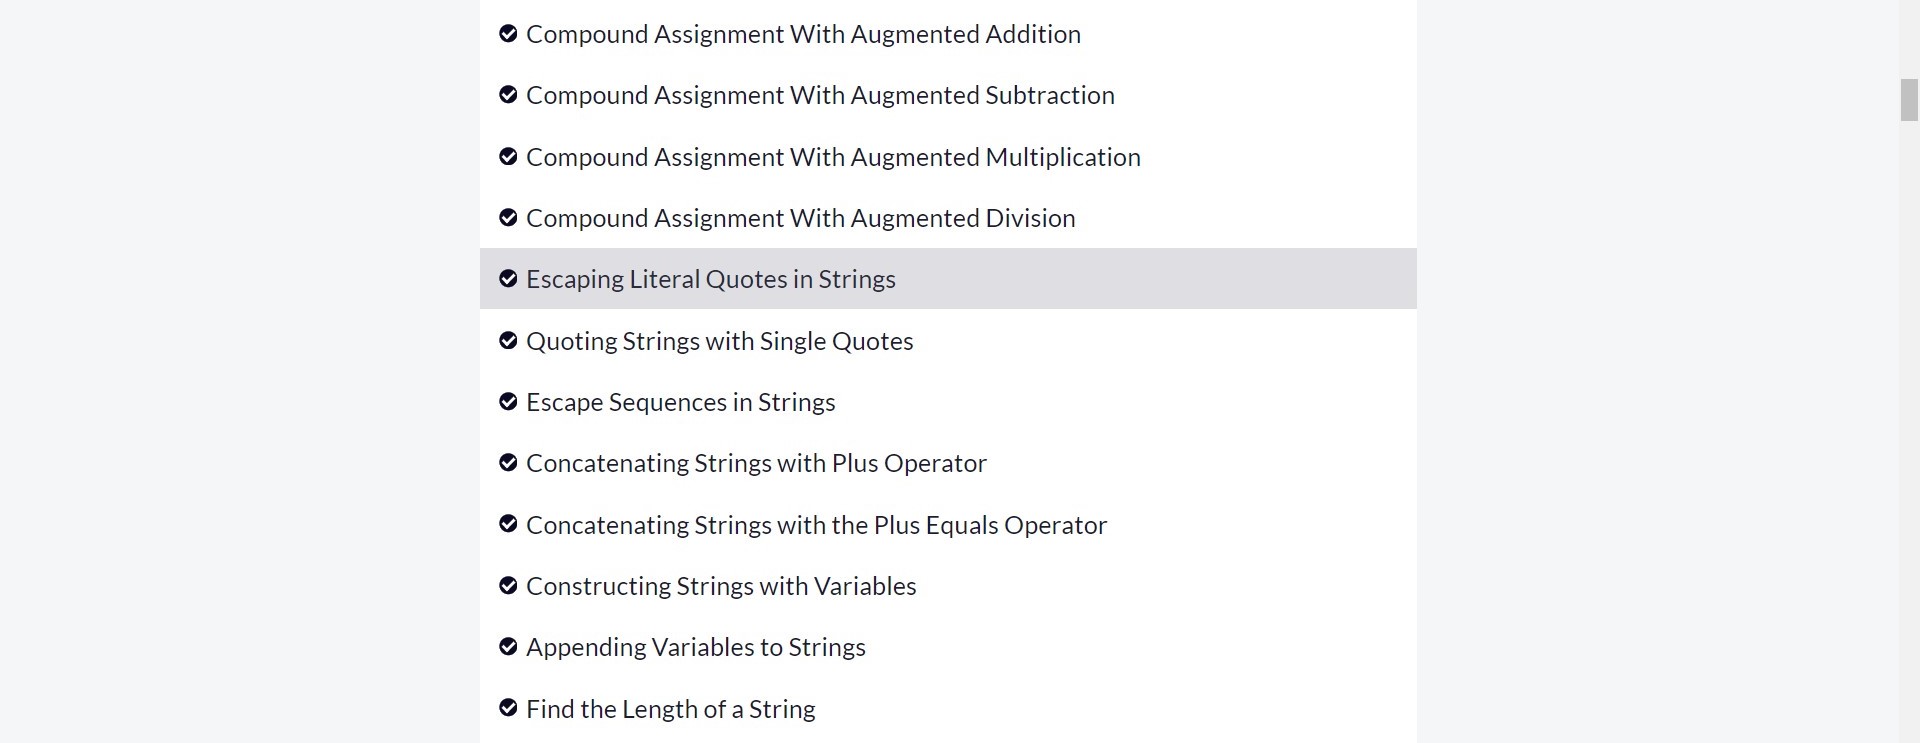 Compound Assignment With Augmented Addition
Compound Assignment With Augmented Subtraction
Compound Assignment With Augmented Multiplication
Compound Assignment With Augmented Division
Escaping Literal Quotes in Strings
Quoting Strings with Single Quotes
Escape Sequences in Strings
Concatenating Strings with Plus Operator
Concatenating Strings with the Plus Equals Operator
Constructing Strings with Variables
Appending Variables to Strings
Find the Length of a String